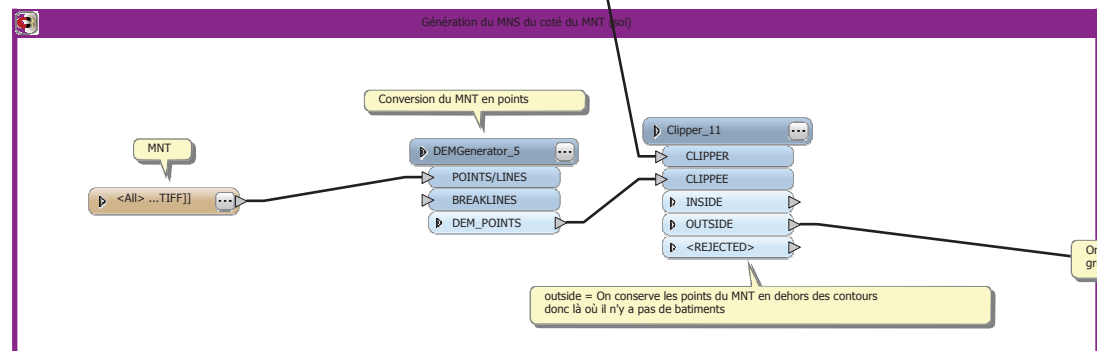 Génération du MNS du coté du MNT (sol)
Conversion du MNT en points
MNT
<All> ...TIFF]]
DEMGenerator_5
POINTS/LINES
BREAKLINES
DEM_POINTS
Clipper_11
CLIPPER
CLIPPEE
INSIDE
OUTSIDE
<REJECTED>
outside = On conserve les points du MNT en dehors des contours
donc là où il n'y a pas de batiments